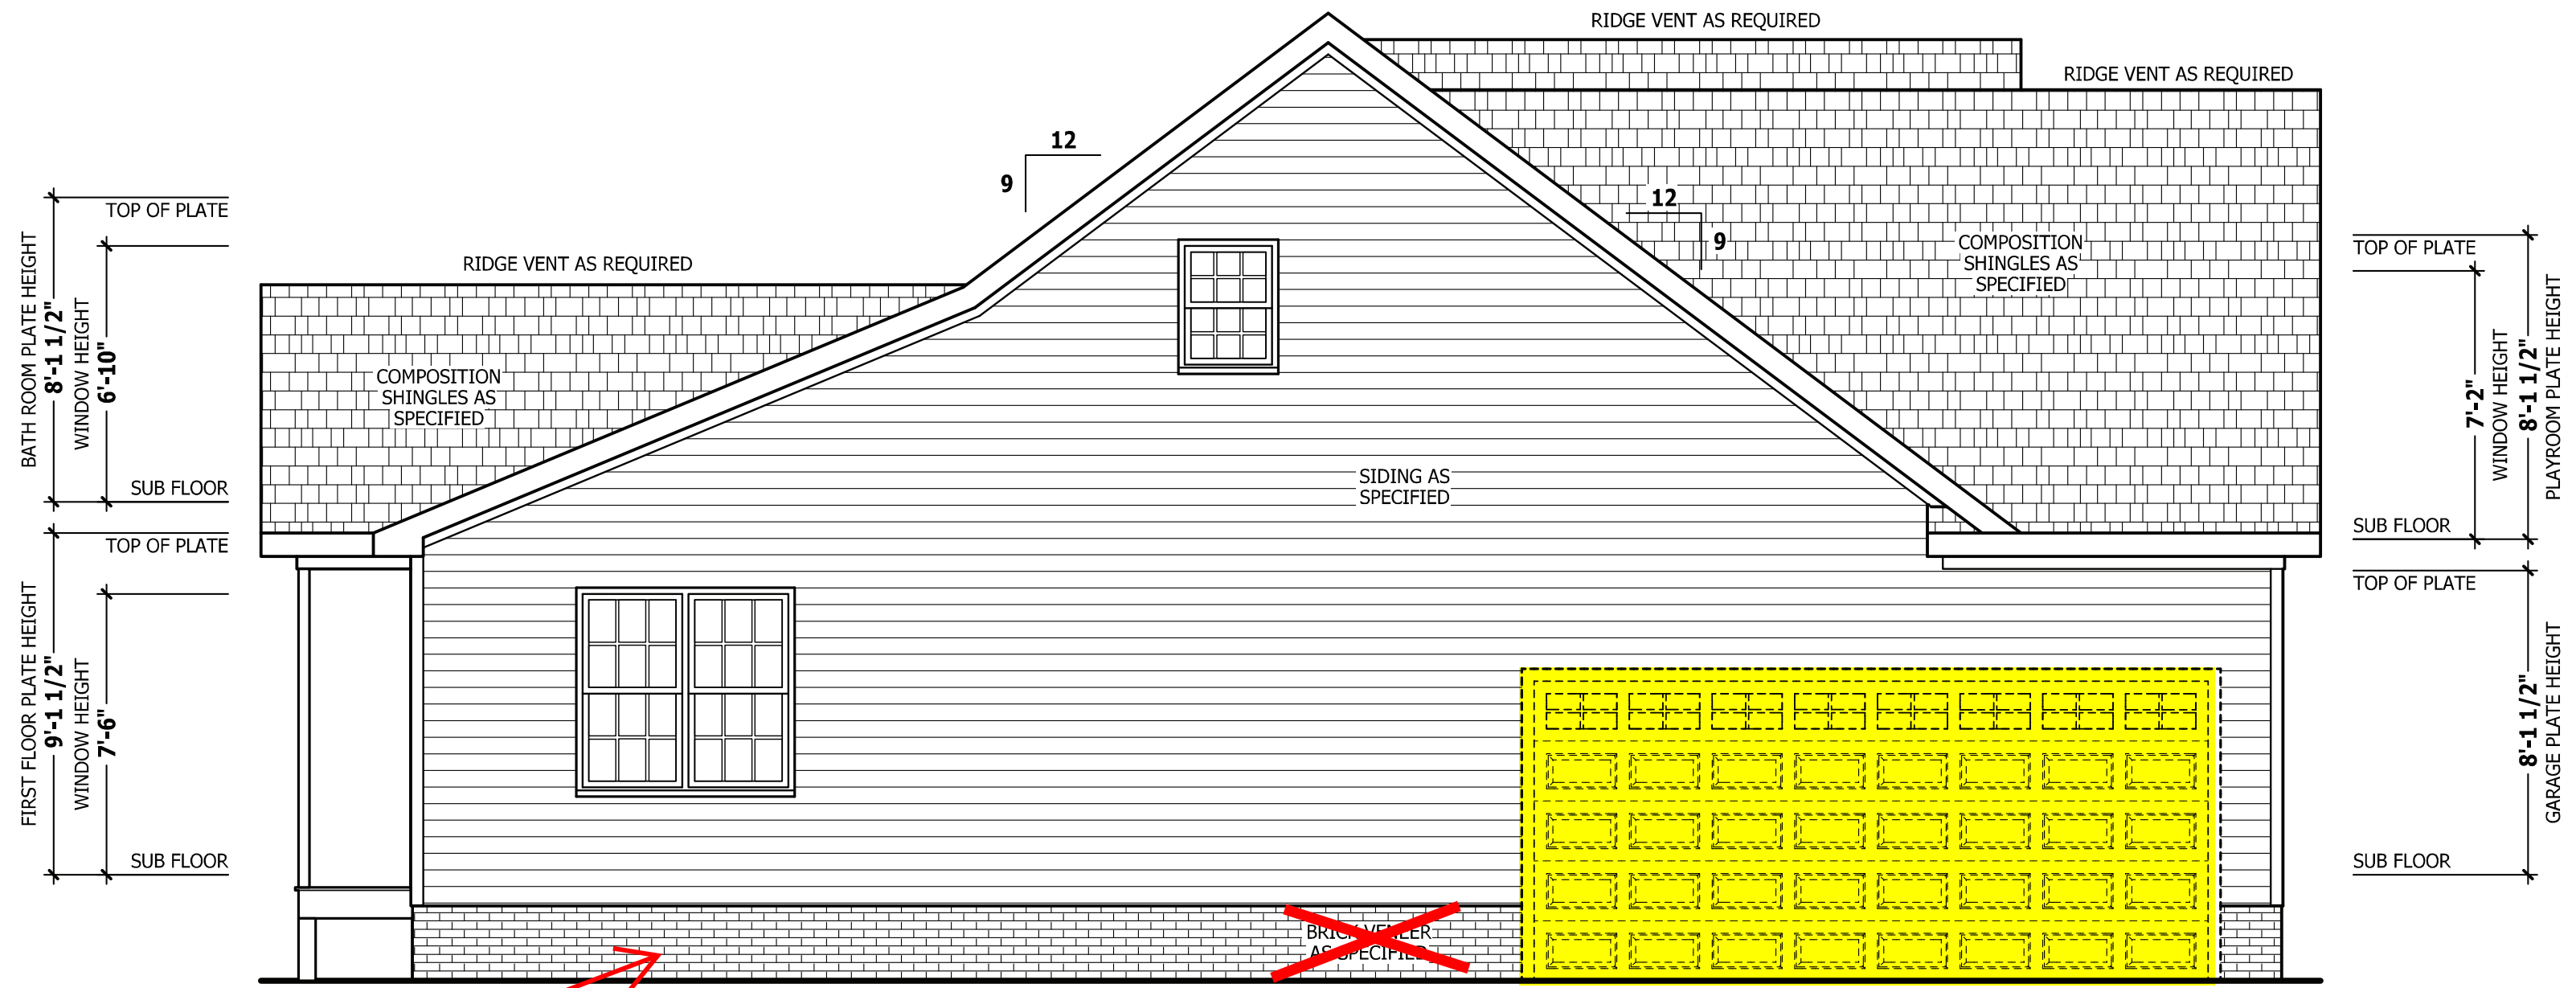 RIDGE VENT AS REQUIRED
RIDGE VENT AS REQUIRED
12
9
TOP OF PLATE
12
9
COMPOSITION
SHINGLES AS
SPECIFIED
TOP OF PLATE
RIDGE VENT AS REQUIRED
BATH ROOM PLATE HEIGHT
8'-1 1/2"
WINDOW HEIGHT
6'-10"
COMPOSITION
SHINGLES AS
SPECIFIED
7'-2"
WINDOW HEIGHT
8'-1 1/2"
PLAYROOM PLATE HEIGHT
SIDING AS
SPECIFIED
SUB FLOOR
SUB FLOOR
TOP OF PLATE
TOP OF PLATE
FIRST FLOOR PLATE HEIGHT
9'-1 1/2"
WINDOW HEIGHT
7'-6"
8'-1 1/2"
GARAGE PLATE HEIGHT
SUB FLOOR
SUB FLOOR
BRICK VENEER
AS SPECIFIED